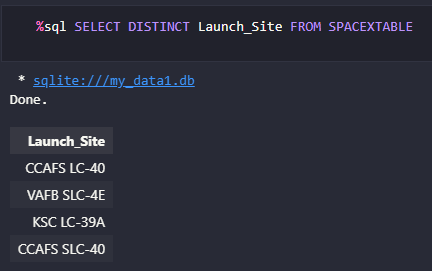 %sql SELECT DISTINCT Launch_Site FROM SPACEXTABLE
* sqlite:///my_data1.db
Done.
Launch_Site
CCAFS LC-40
VAFB SLC-4E
KSC LC-39A
CCAFS SLC-40